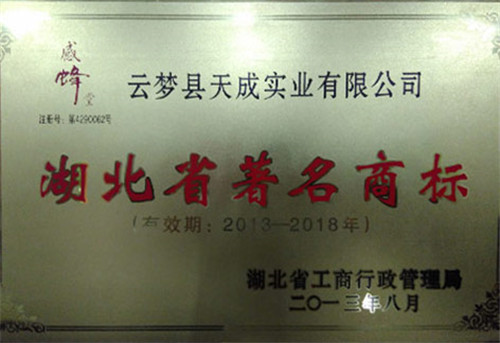 感蜂堂
云梦县天成实业有限公司
注册号：第4290062号
湖北省著名商标
（有效期：2013—2018年）
湖北省工商行政管理局
二〇一三年八月